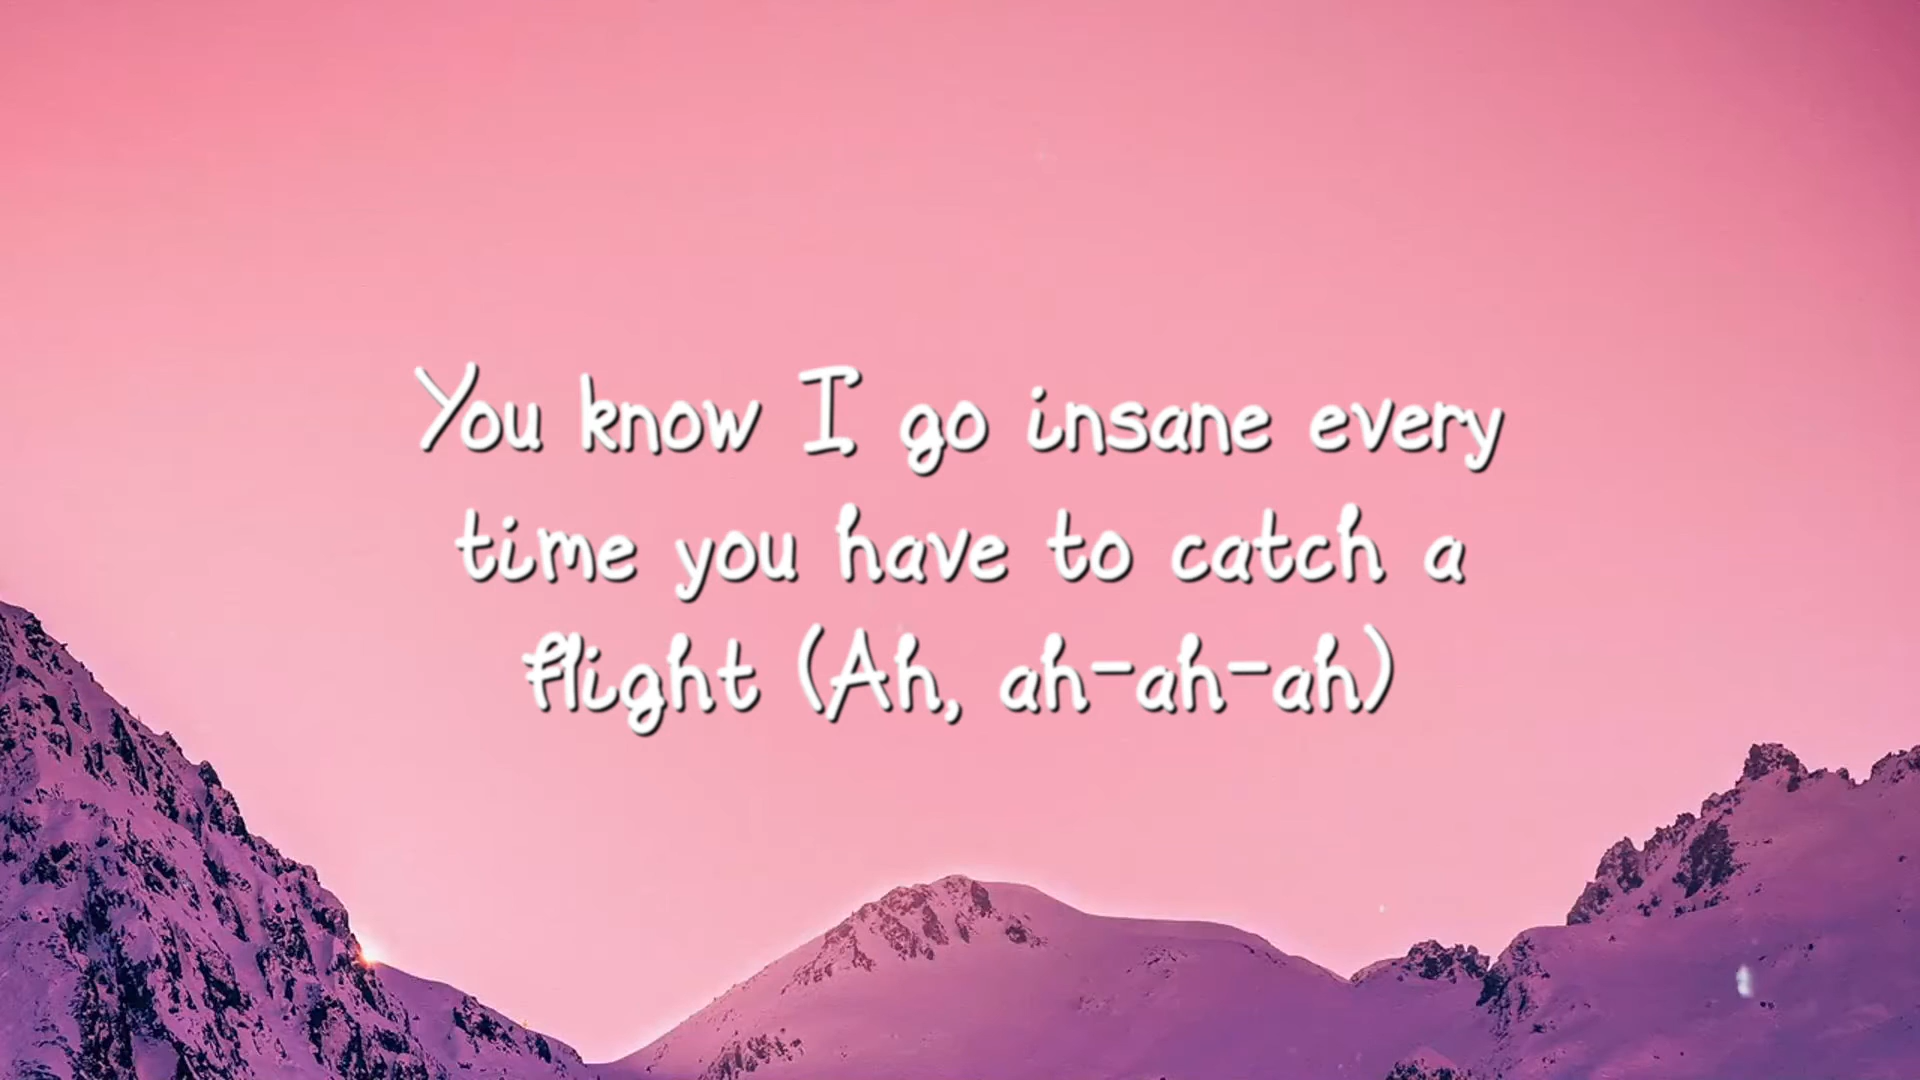 You know I go insane every
time you have to catch a
flight (Ah, ah-ah-ah)